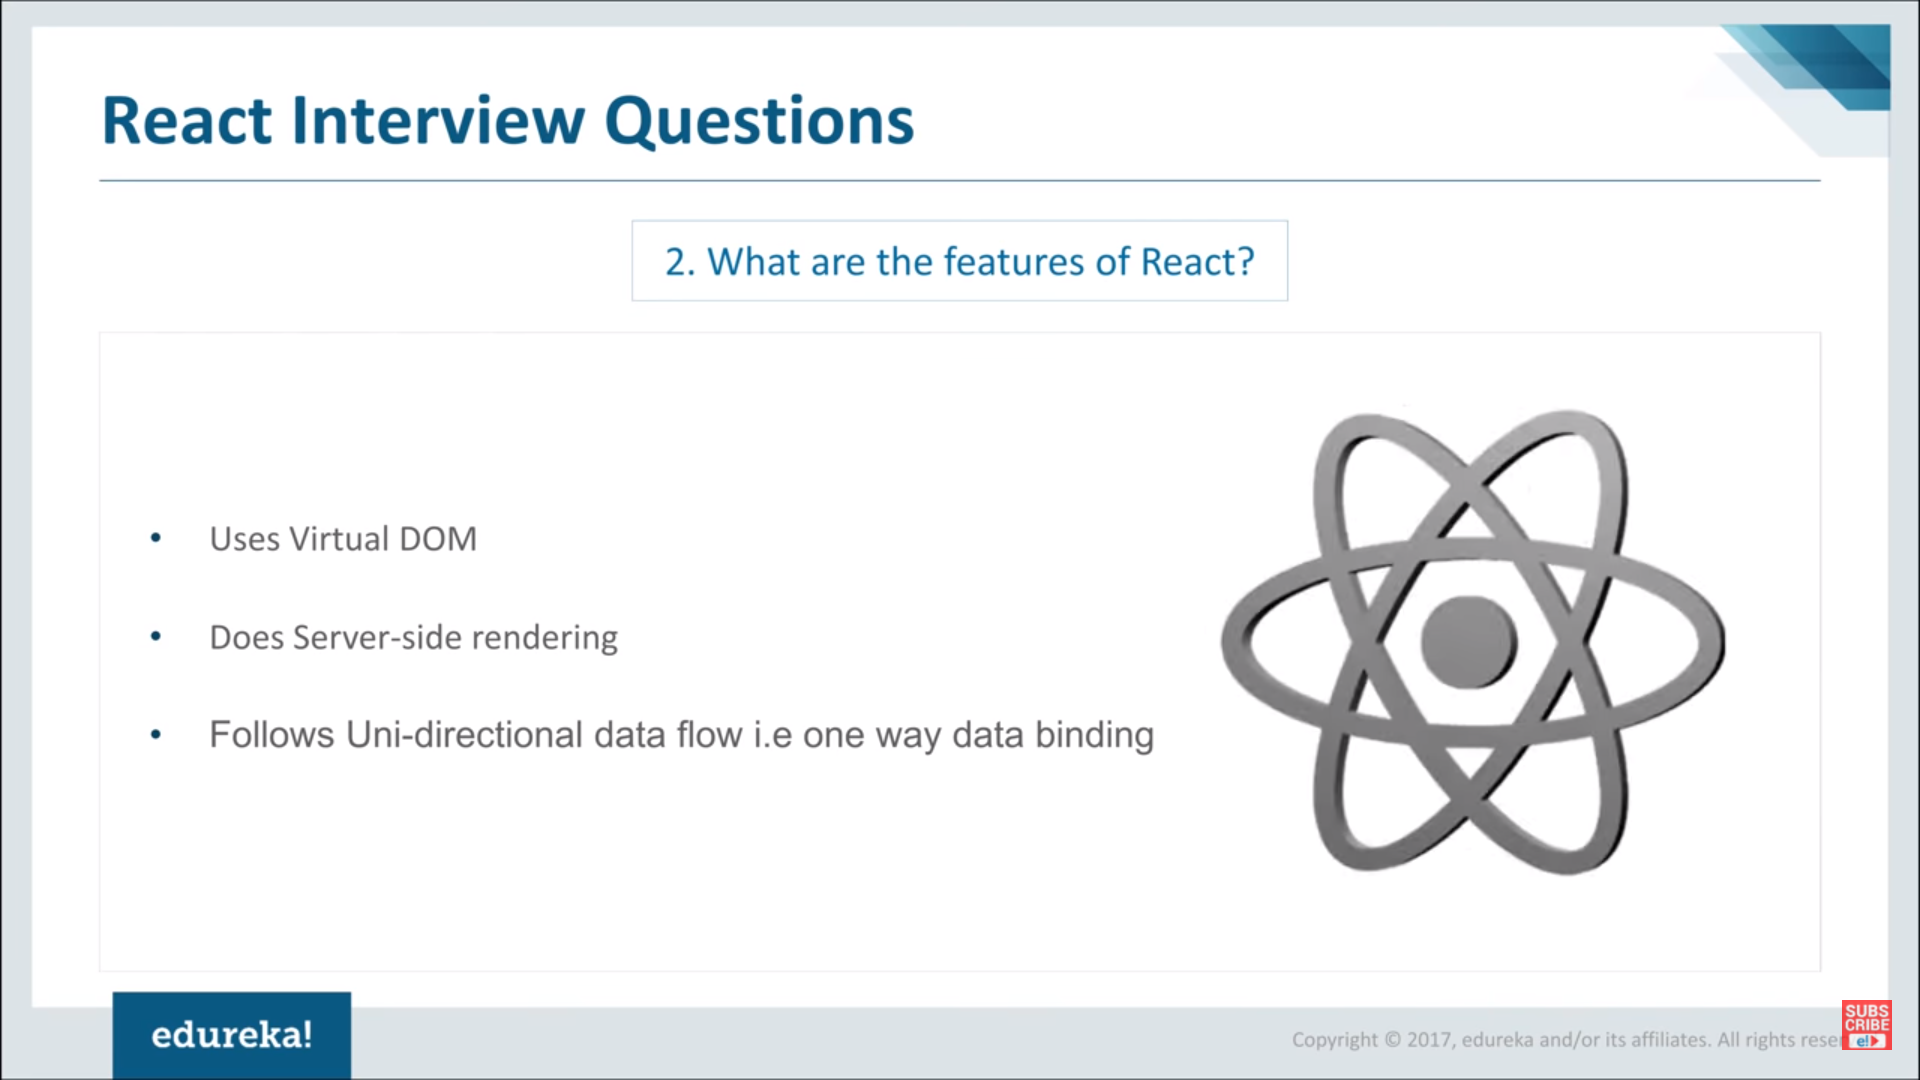 React Interview Questions
2. What are the features of React?
• Uses Virtual DOM
• Does Server-side rendering
• Follows Uni-directional data flow i.e one way data binding
edureka!
Copyright © 2017, edureka and/or its affiliates. All rights
SUBS
CRIBE
e!